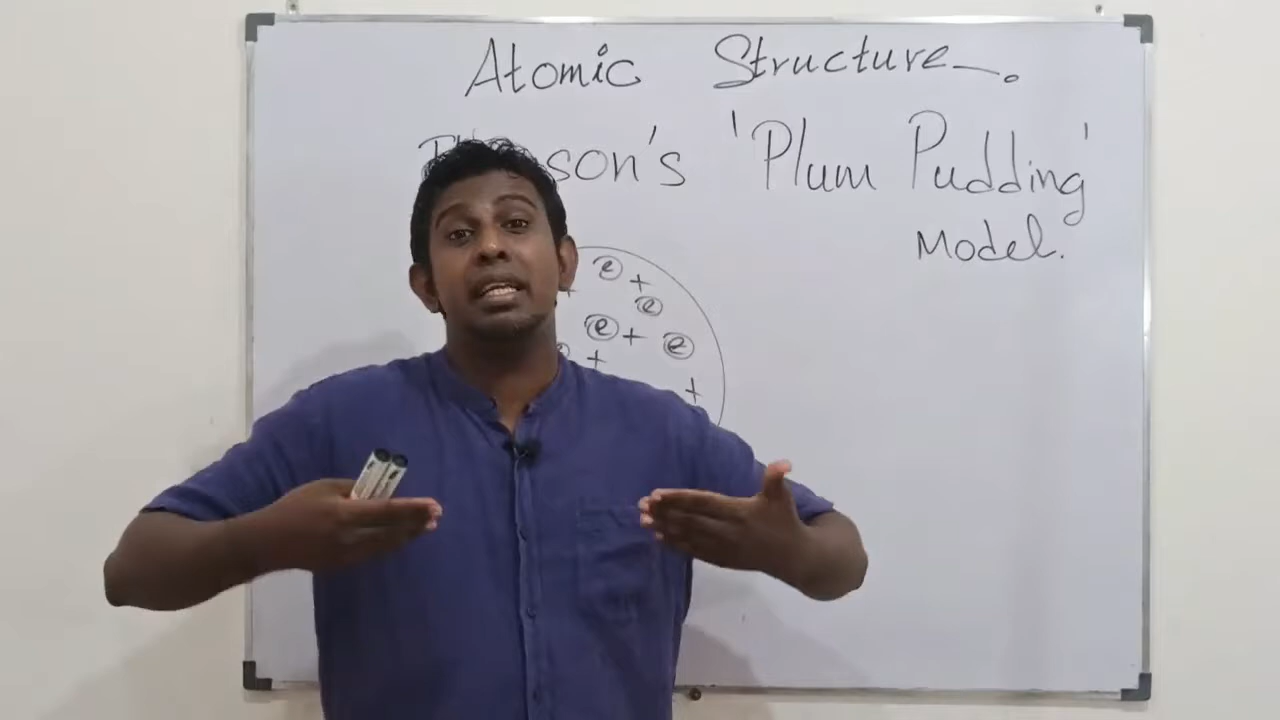 Atomic Structure.
son's 'Plum Pudding'
Model.
e +
e
e + e
+
+